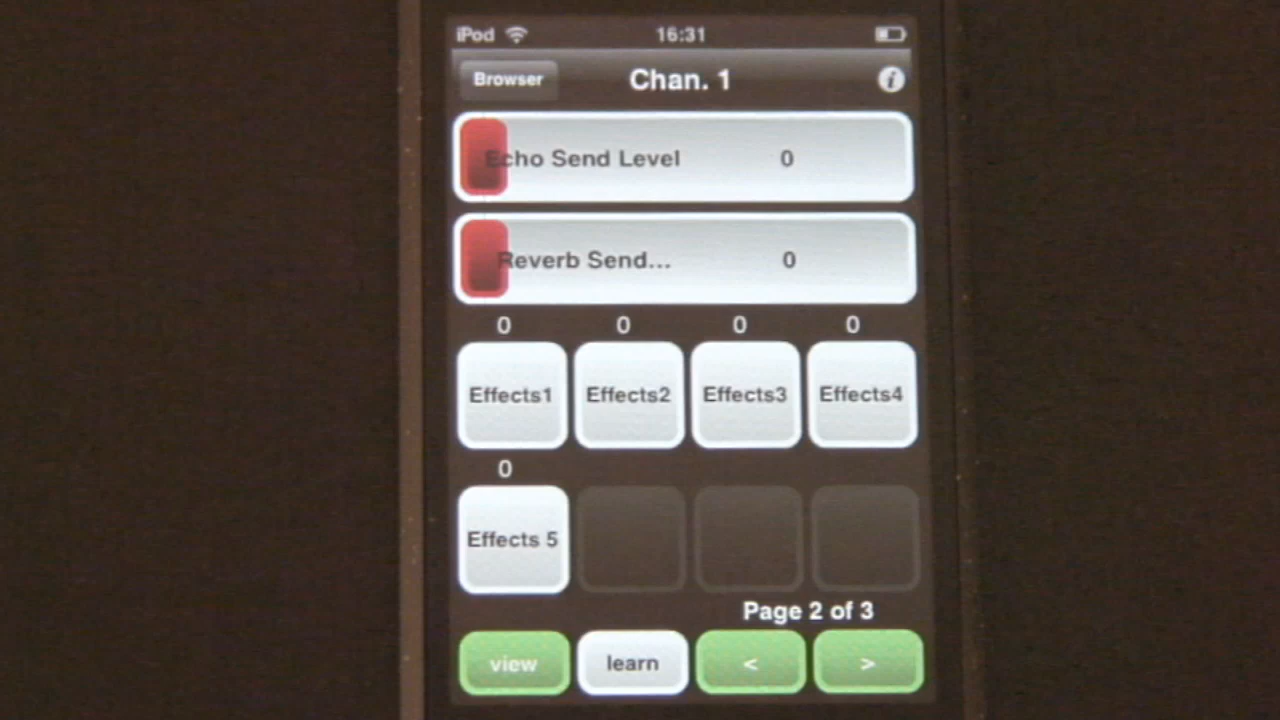 iPod 16:31
Browser Chan. 1 i
Echo Send Level 0
Reverb Send... 0
0 0 0 0
Effects1 Effects2 Effects3 Effects4
0
Effects 5
Page 2 of 3
view learn < >